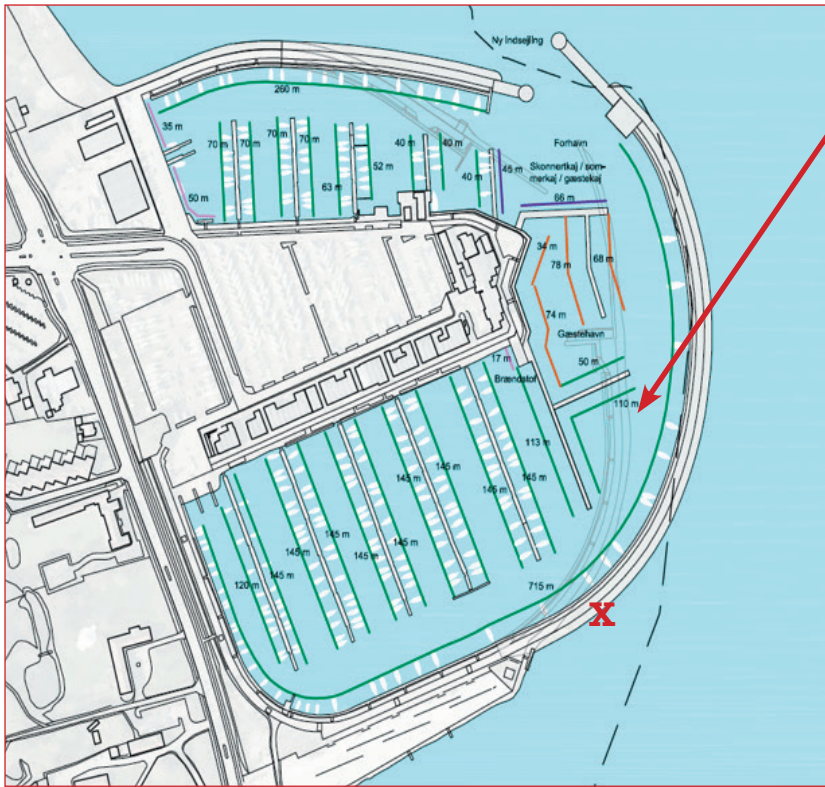 Ny Indsejling
260 m
35 m
70 m
70 m
70 m
70 m
63 m
52 m
40 m
40 m
40 m
45 m
50 m
Forhavn
Skonnertkaj / som-
merkaj / gæstekaj
66 m
34 m
78 m
68 m
74 m
Gæstehavn
50 m
17 m
Brændstof
110 m
113 m
145 m
145 m
145 m
145 m
145 m
145 m
145 m
145 m
145 m
120 m
715 m
X